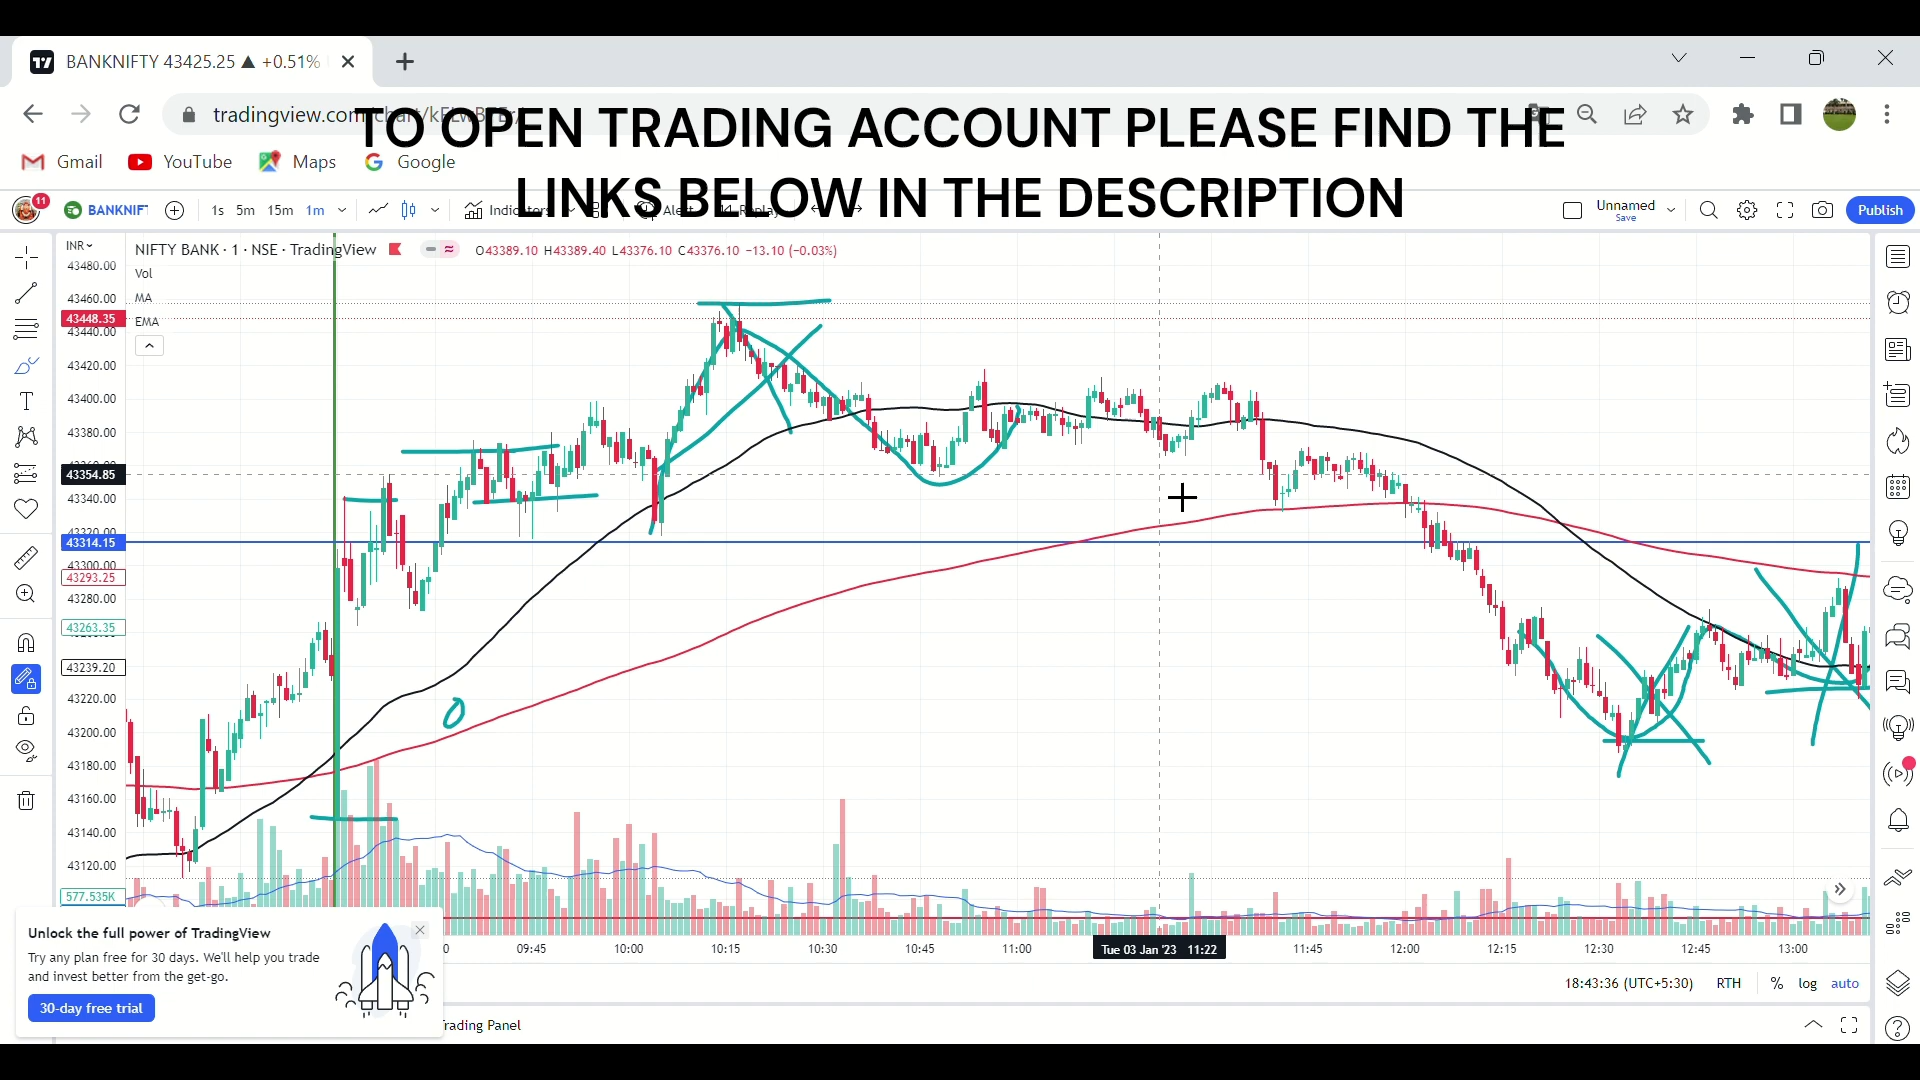 BANKNIFTY 43425.25 ▲ +0.51%
tradingview.com
TO OPEN TRADING ACCOUNT PLEASE FIND THE
LINKS BELOW IN THE DESCRIPTION
Gmail YouTube Maps Google
11
BANKNIF 1s 5m 15m 1m Indicators Alert Replay Unnamed Save Publish
INR NIFTY BANK · 1 · NSE · TradingView O43389.10 H43389.40 L43376.10 C43376.10 −13.10 (−0.03%)
Vol
MA
EMA
43480.00
43460.00
43448.35
43440.00
43420.00
43400.00
43380.00
43354.85
43340.00
43320.00
43314.15
43300.00
43293.25
43280.00
43263.35
43239.20
43220.00
43200.00
43180.00
43160.00
43140.00
43120.00
577.535K
09:45 10:00 10:15 10:30 10:45 11:00 Tue 03 Jan '23 11:22 11:45 12:00 12:15 12:30 12:45 13:00
Unlock the full power of TradingView
Try any plan free for 30 days. We'll help you trade
and invest better from the get-go.
30-day free trial
18:43:36 (UTC+5:30) RTH % log auto
rading Panel